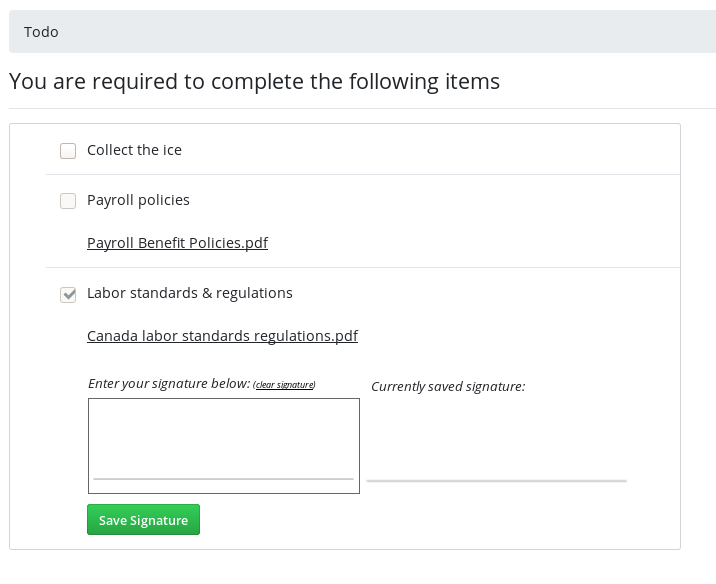 Todo
You are required to complete the following items
Collect the ice
Payroll policies
Payroll Benefit Policies.pdf
Labor standards & regulations
Canada labor standards regulations.pdf
Enter your signature below: (clear signature)
Currently saved signature:
Save Signature